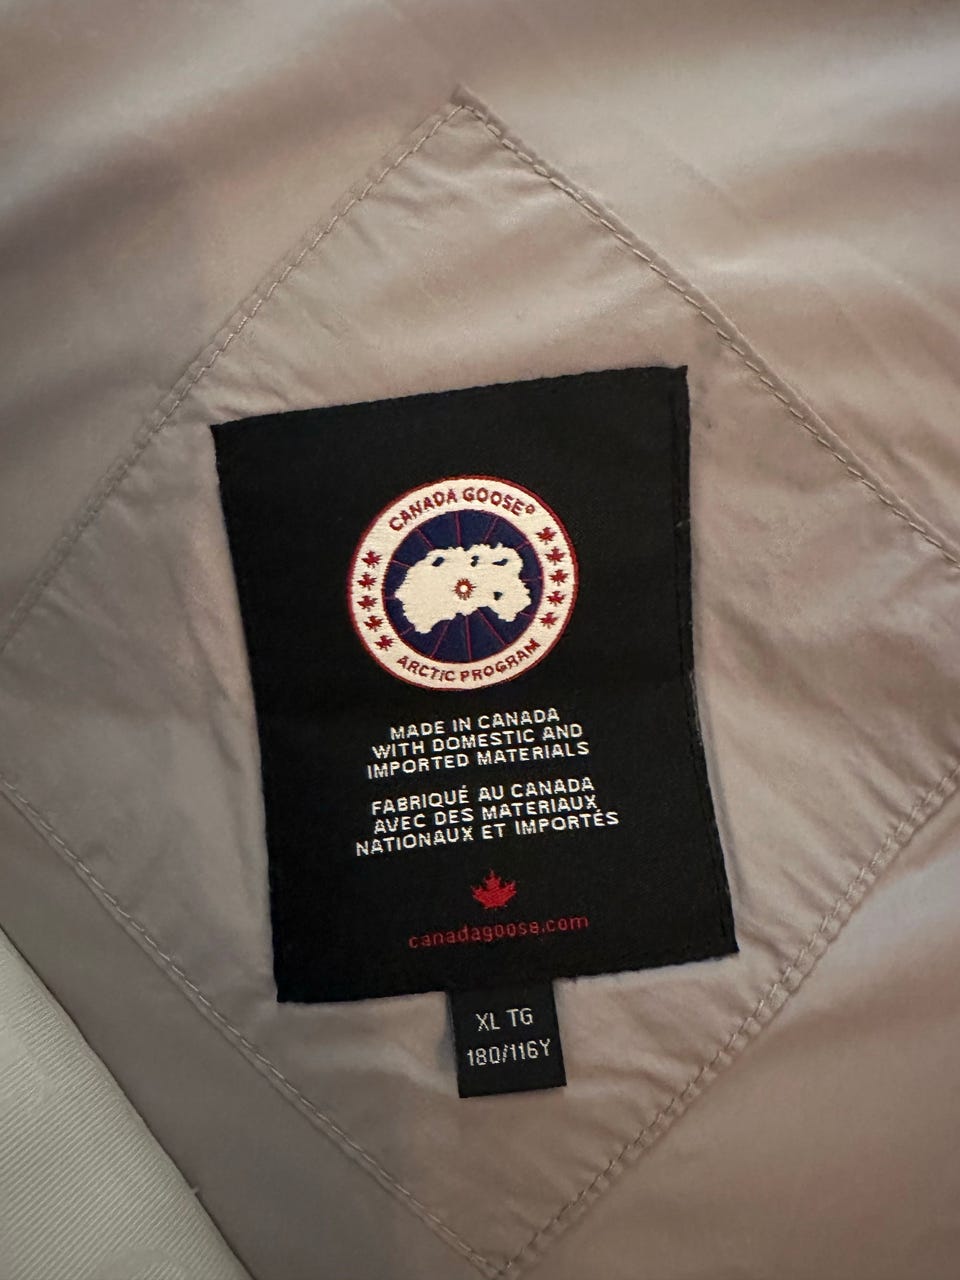 CANADA GOOSE®
ARCTIC PROGRAM
MADE IN CANADA
WITH DOMESTIC AND
IMPORTED MATERIALS
FABRIQUÉ AU CANADA
AVEC DES MATERIAUX
NATIONAUX ET IMPORTÉS
canadagoose.com
XL TG
180/116Y